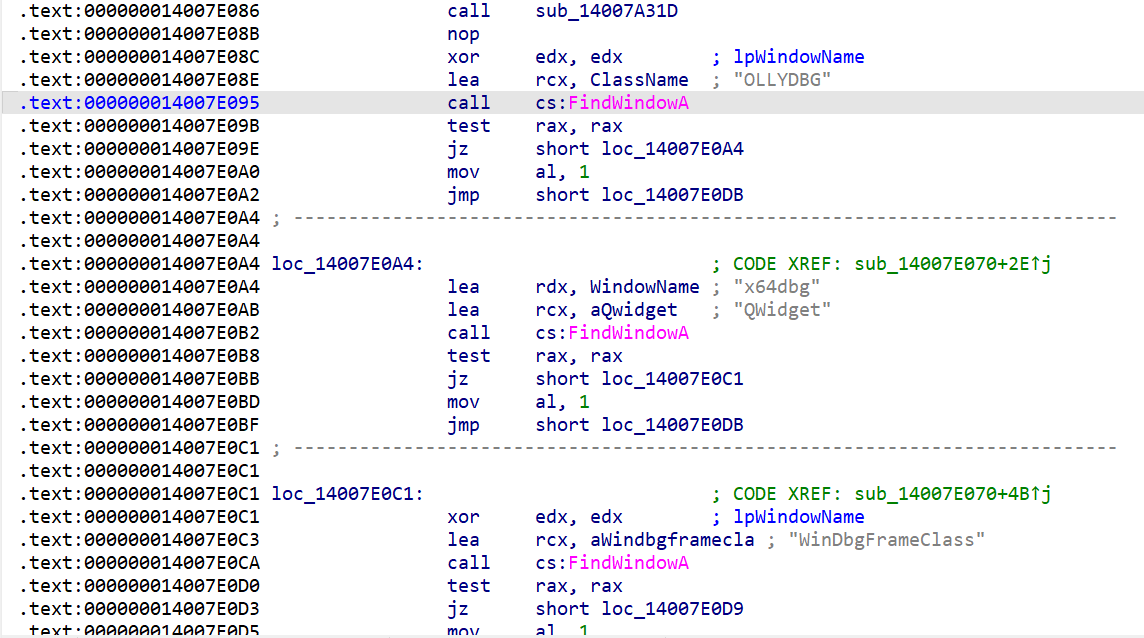 .text:000000014007E086 call sub_14007A31D
.text:000000014007E08B nop
.text:000000014007E08C xor edx, edx ; lpWindowName
.text:000000014007E08E lea rcx, ClassName ; "OLLYDBG"
.text:000000014007E095 call cs:FindWindowA
.text:000000014007E09B test rax, rax
.text:000000014007E09E jz short loc_14007E0A4
.text:000000014007E0A0 mov al, 1
.text:000000014007E0A2 jmp short loc_14007E0DB
.text:000000014007E0A4 ; ---------------------------------------------------------------------------
.text:000000014007E0A4
.text:000000014007E0A4 loc_14007E0A4: ; CODE XREF: sub_14007E070+2E↑j
.text:000000014007E0A4 lea rdx, WindowName ; "x64dbg"
.text:000000014007E0AB lea rcx, aQwidget ; "QWidget"
.text:000000014007E0B2 call cs:FindWindowA
.text:000000014007E0B8 test rax, rax
.text:000000014007E0BB jz short loc_14007E0C1
.text:000000014007E0BD mov al, 1
.text:000000014007E0BF jmp short loc_14007E0DB
.text:000000014007E0C1 ; ---------------------------------------------------------------------------
.text:000000014007E0C1
.text:000000014007E0C1 loc_14007E0C1: ; CODE XREF: sub_14007E070+4B↑j
.text:000000014007E0C1 xor edx, edx ; lpWindowName
.text:000000014007E0C3 lea rcx, aWindbgframecla ; "WinDbgFrameClass"
.text:000000014007E0CA call cs:FindWindowA
.text:000000014007E0D0 test rax, rax
.text:000000014007E0D3 jz short loc_14007E0D9
.text:000000014007E0D5 mov al, 1